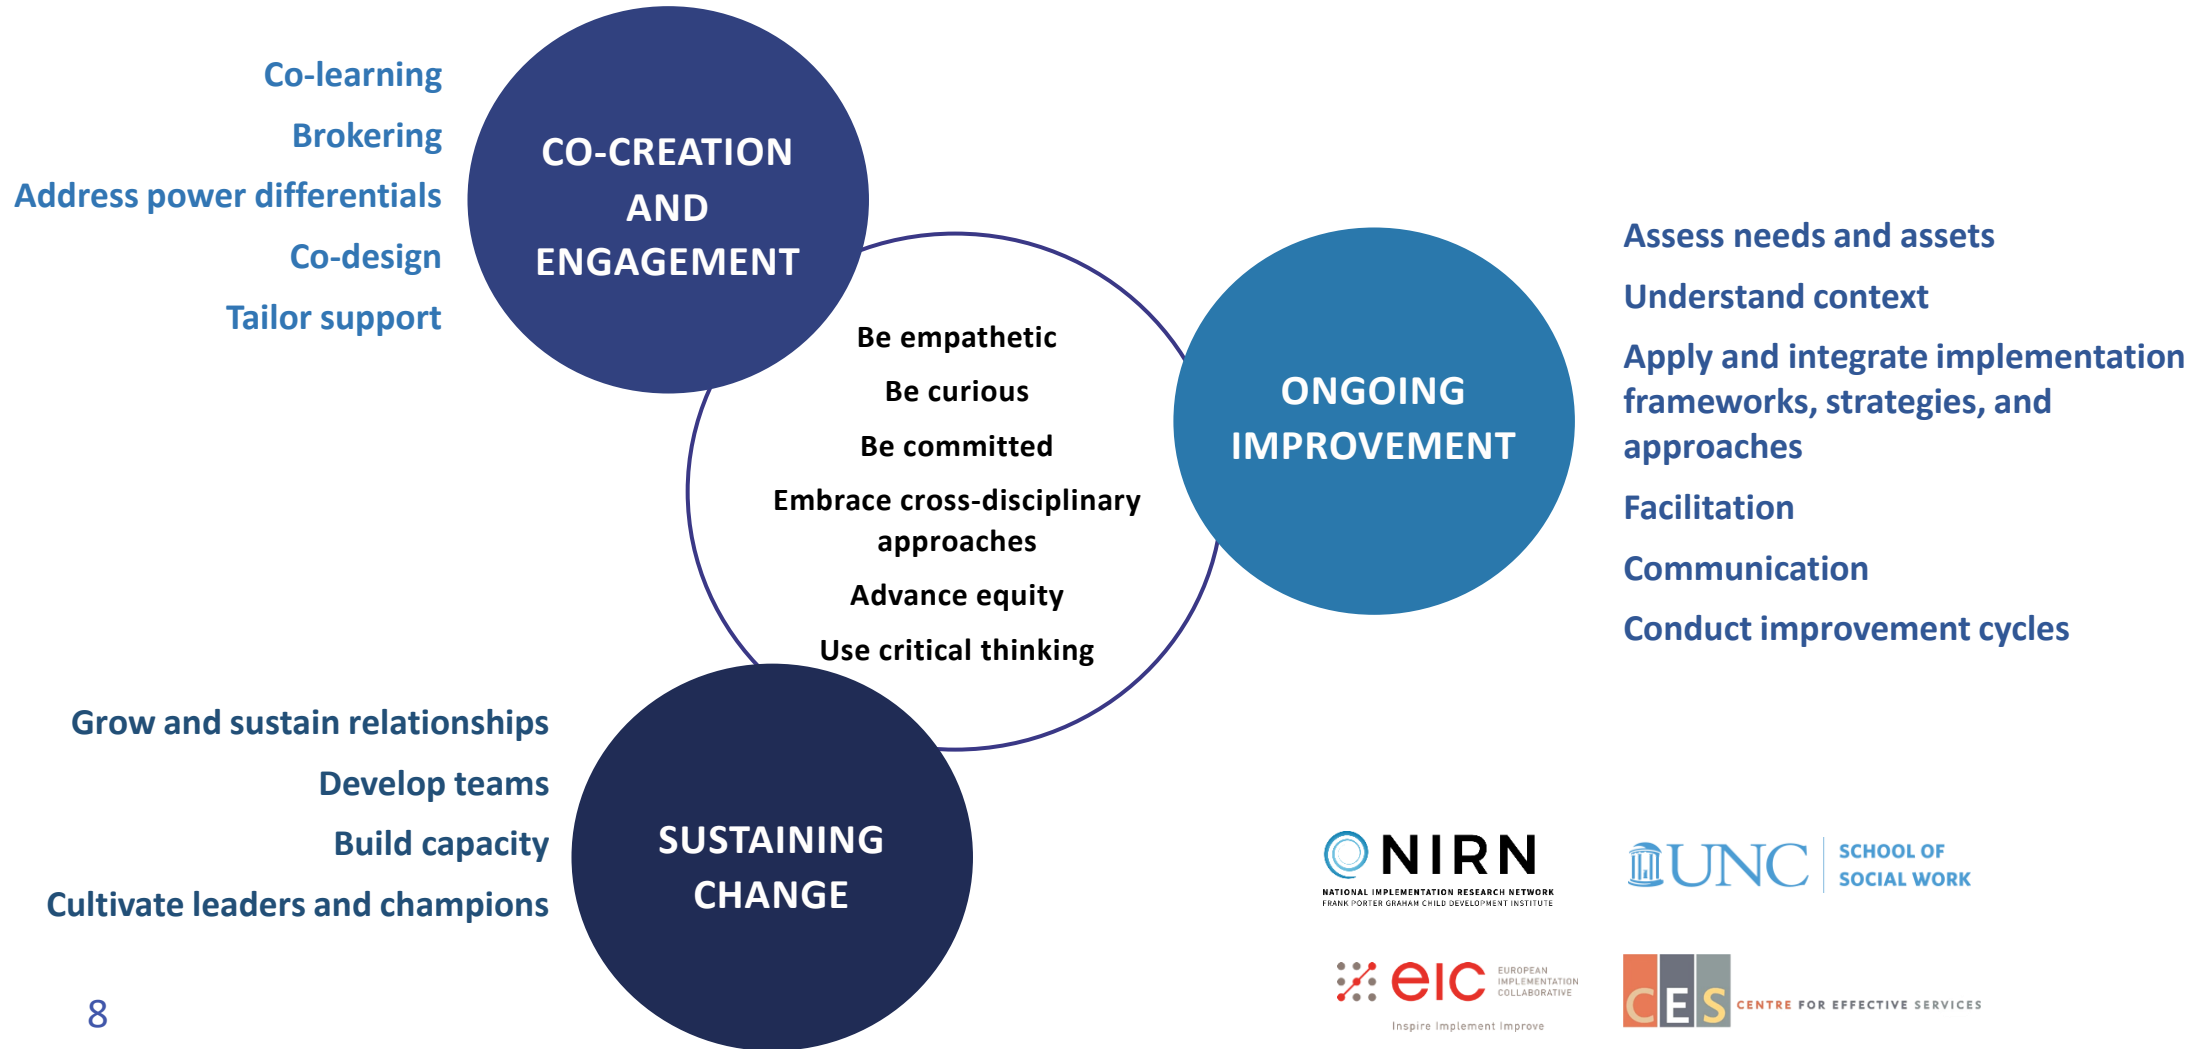 Co-learning
Brokering
Address power differentials
Co-design
Tailor support
CO-CREATION
AND
ENGAGEMENT
Be empathetic
Be curious
Be committed
Embrace cross-disciplinary
approaches
Advance equity
Use critical thinking
ONGOING
IMPROVEMENT
Assess needs and assets
Understand context
Apply and integrate implementation
frameworks, strategies, and
approaches
Facilitation
Communication
Conduct improvement cycles
Grow and sustain relationships
Develop teams
Build capacity
Cultivate leaders and champions
SUSTAINING
CHANGE
NIRN
NATIONAL IMPLEMENTATION RESEARCH NETWORK
FRANK PORTER GRAHAM CHILD DEVELOPMENT INSTITUTE
UNC
SCHOOL OF
SOCIAL WORK
eic
EUROPEAN
IMPLEMENTATION
COLLABORATIVE
Inspire Implement Improve
CES
CENTRE FOR EFFECTIVE SERVICES
8